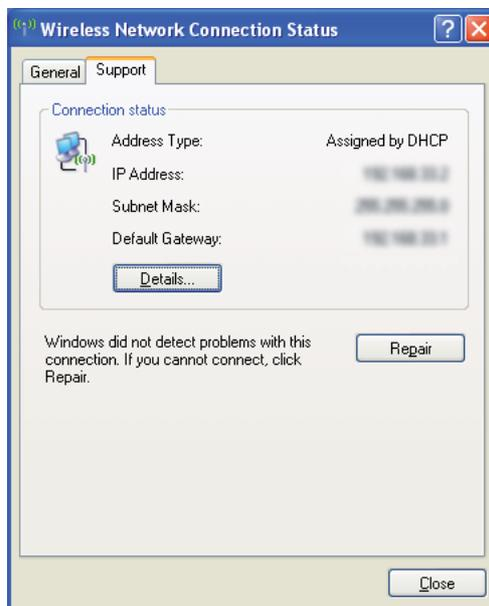 Wireless Network Connection Status
General Support
Connection status
Address Type: Assigned by DHCP
IP Address:
Subnet Mask:
Default Gateway:
Details...
Windows did not detect problems with this
connection. If you cannot connect, click
Repair.
Repair
Close